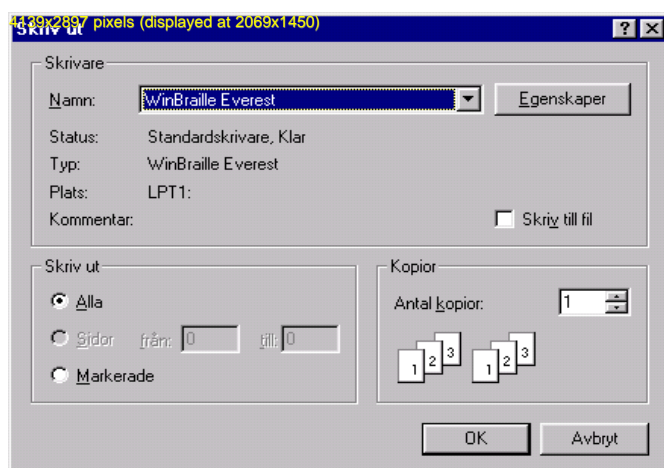 4139x2897 pixels (displayed at 2069x1450)
Skriv ut
Skrivare
Namn: WinBraille Everest Egenskaper
Status: Standardskrivare, Klar
Typ: WinBraille Everest
Plats: LPT1:
Kommentar: Skriv till fil
Skriv ut
Alla
Sidor från: 0 till: 0
Markerade
Kopior
Antal kopior: 1
1 2 3 1 2 3
OK Avbryt